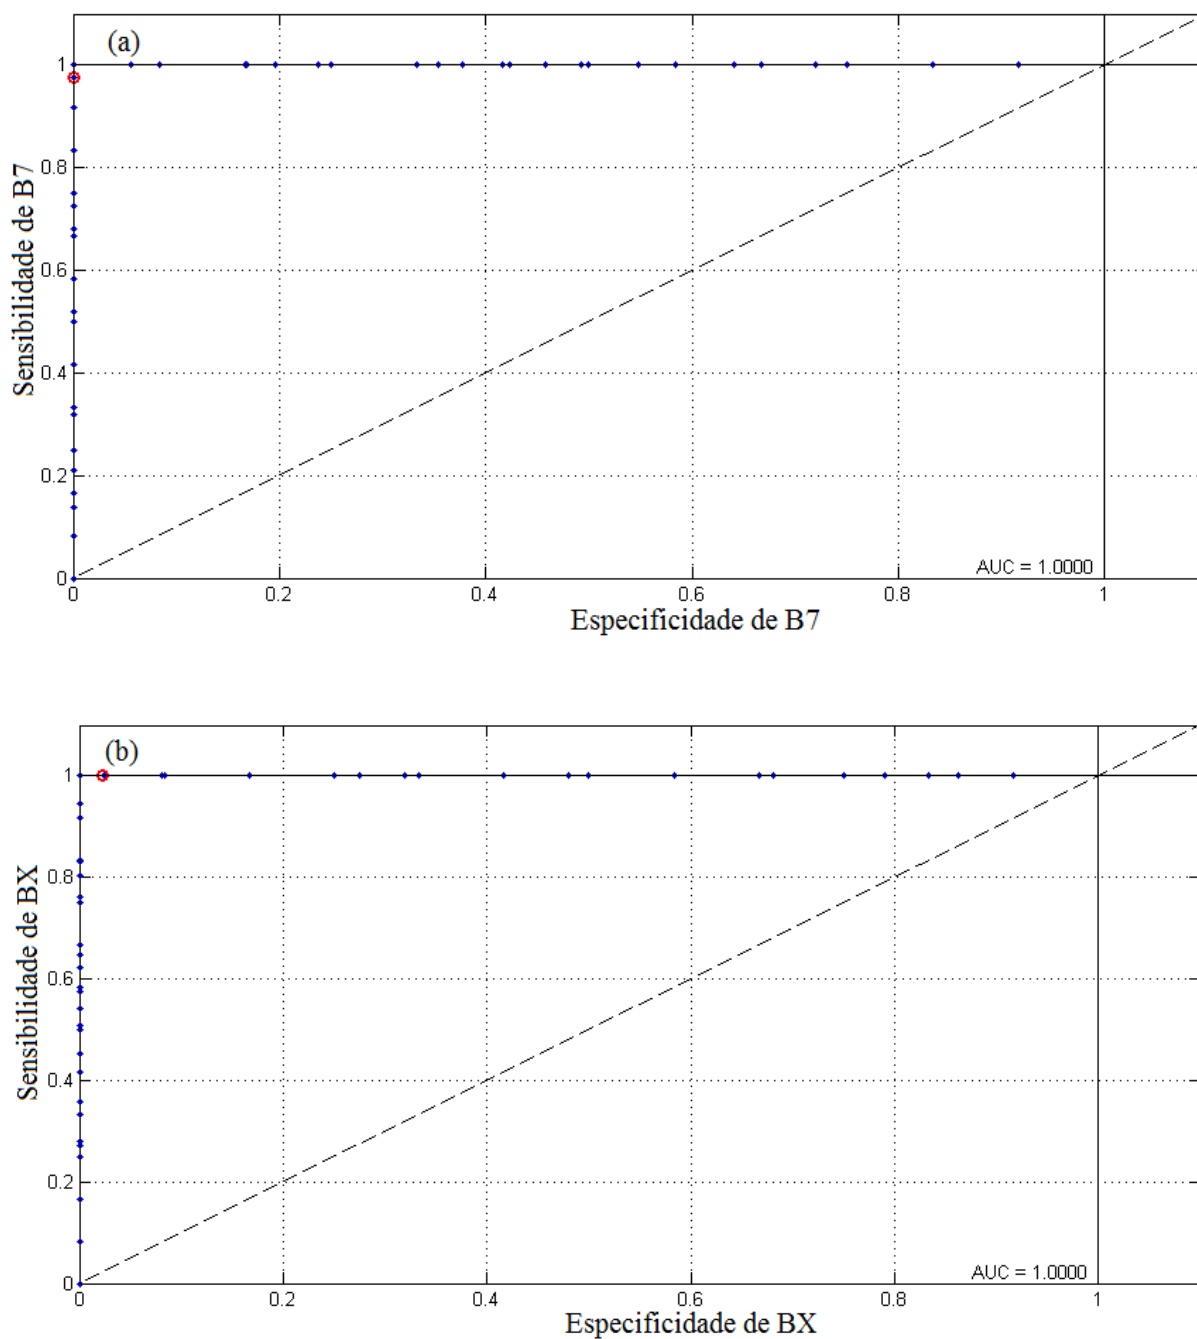 (a)
1
0.8
0.6
0.4
0.2
0
Sensibilidade de B7
AUC = 1.0000
0 0.2 0.4 0.6 0.8 1
Especificidade de B7
(b)
1
0.8
0.6
0.4
0.2
0
Sensibilidade de BX
AUC = 1.0000
0 0.2 0.4 0.6 0.8 1
Especificidade de BX